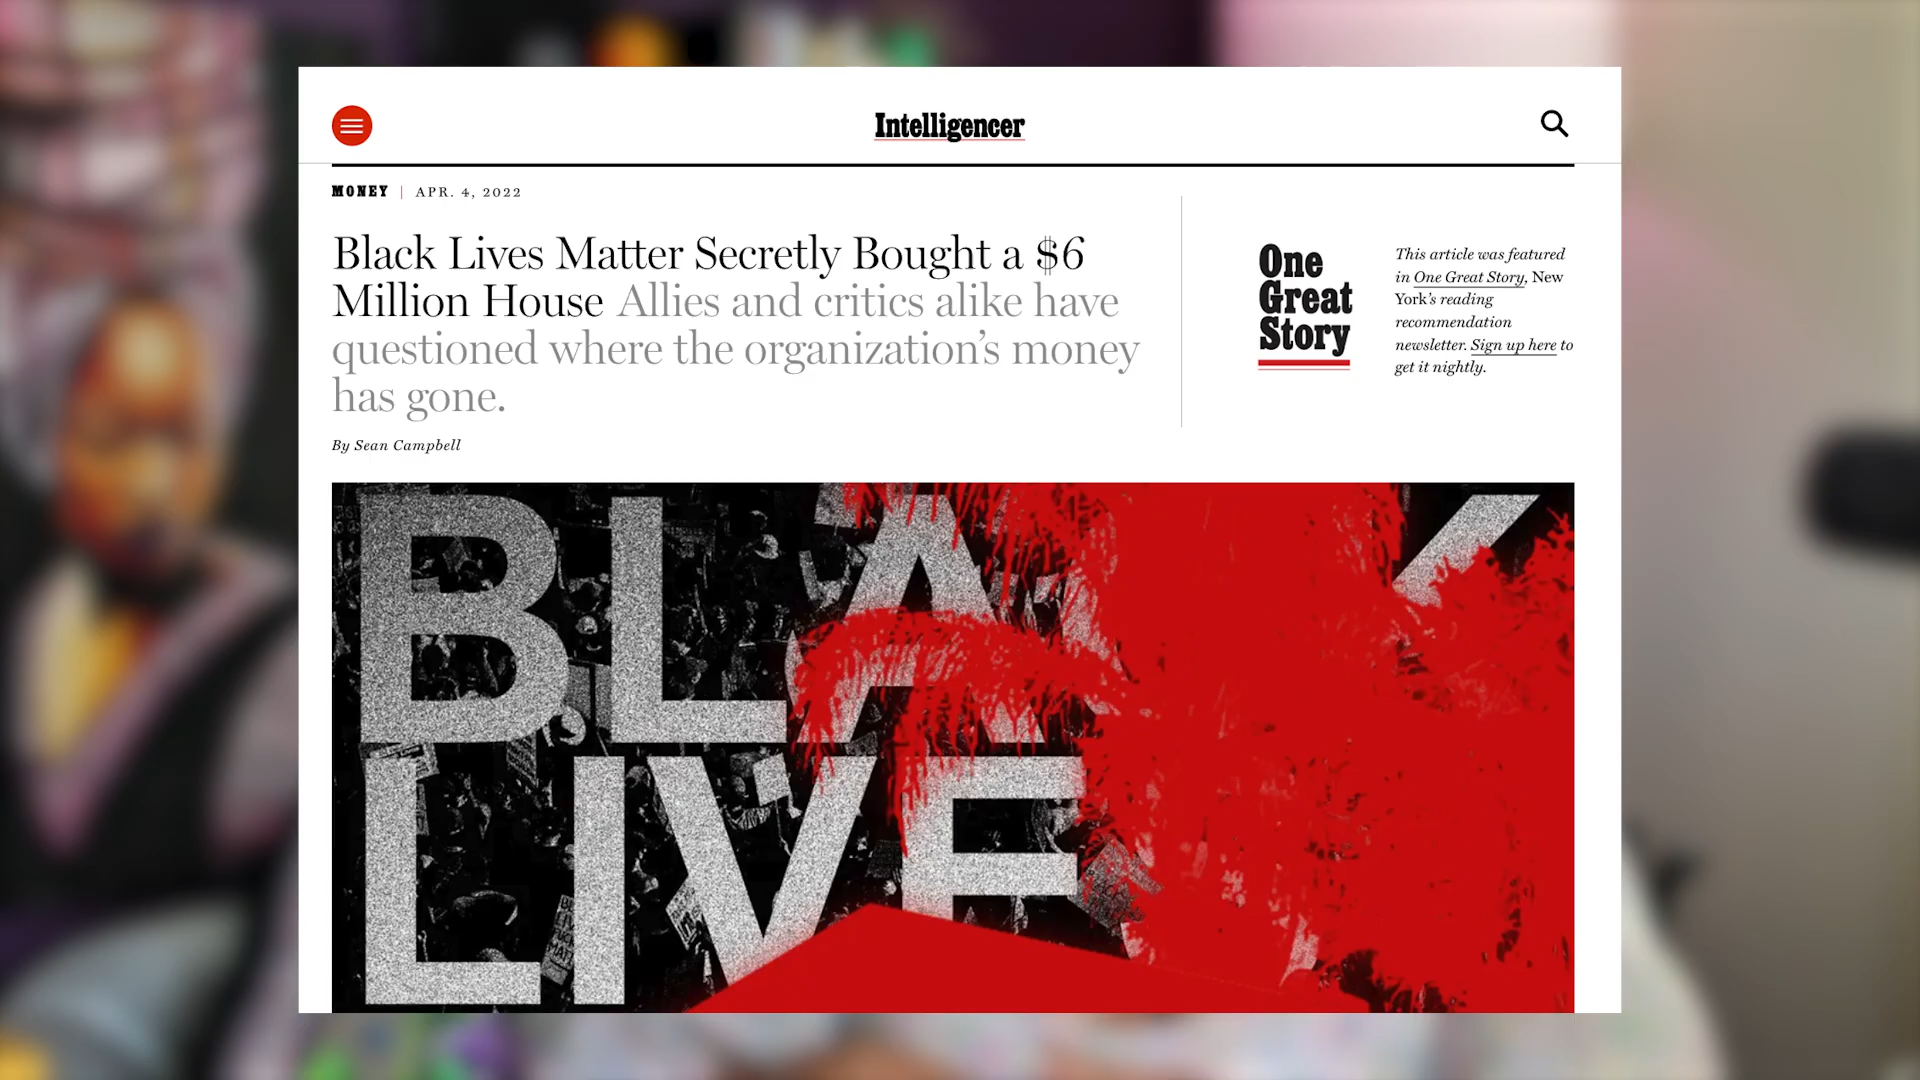 Intelligencer
MONEY | APR. 4, 2022
Black Lives Matter Secretly Bought a $6
Million House Allies and critics alike have
questioned where the organization’s money
has gone.
By Sean Campbell
One
Great
Story
This article was featured
in One Great Story, New
York’s reading
recommendation
newsletter. Sign up here to
get it nightly.
BLA
LIVE